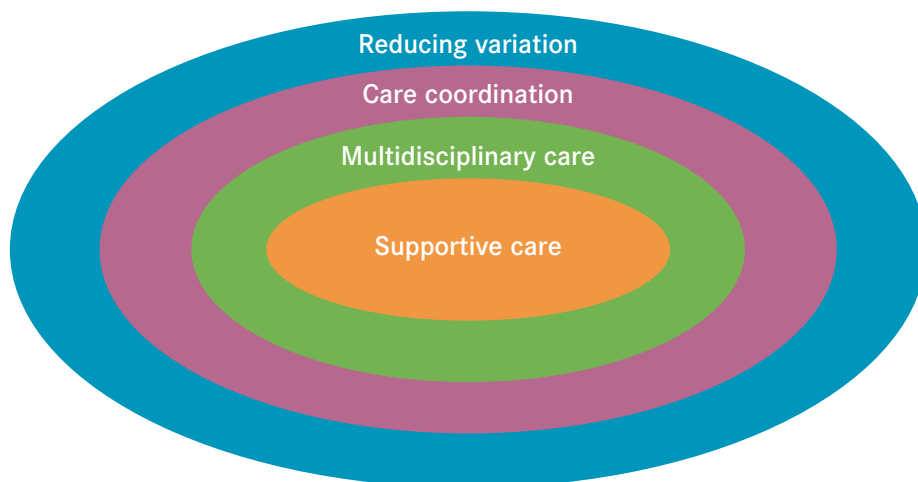 Reducing variation
Care coordination
Multidisciplinary care
Supportive care